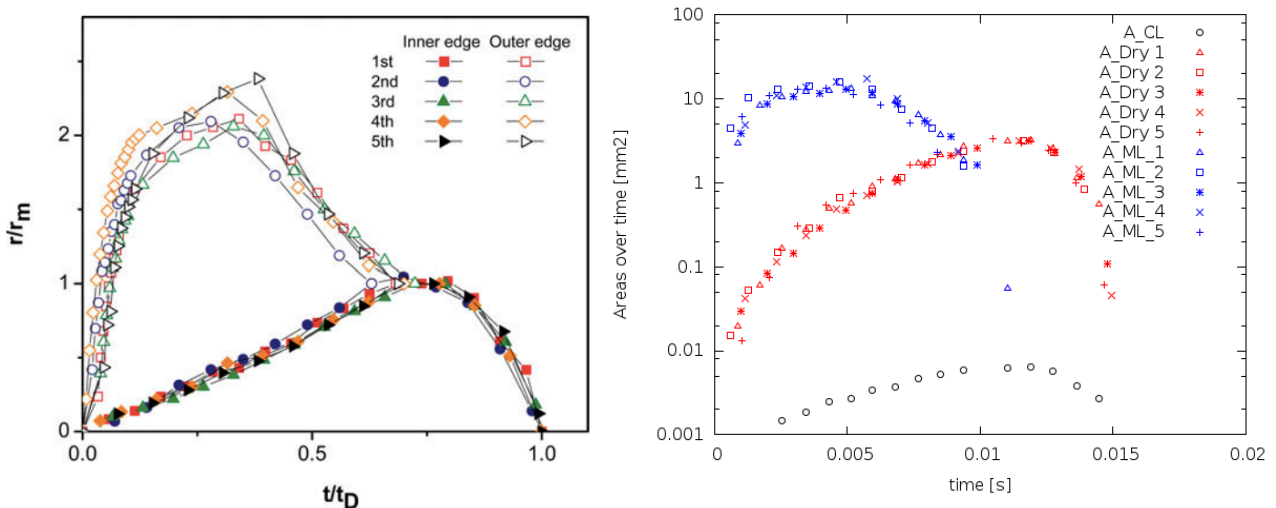 Inner edge Outer edge
1st
2nd
3rd
4th
5th
r/rm
2
1
0
0
0.5
1.0
t/tD
Areas over time [mm2]
100
10
1
0.1
0.01
0.001
0
0.005
0.01
0.015
0.02
time [s]
A_CL
A_Dry 1
A_Dry 2
A_Dry 3
A_Dry 4
A_Dry 5
A_ML_1
A_ML_2
A_ML_3
A_ML_4
A_ML_5